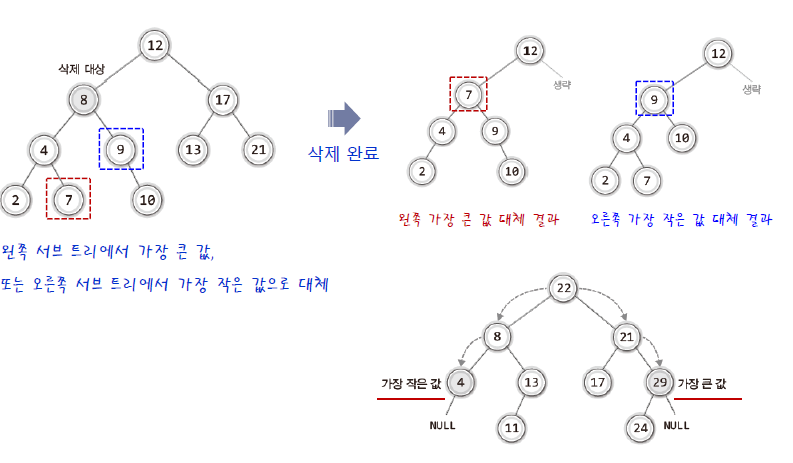 12
삭제 대상
8
17
4
9
13
21
2
7
10
삭제 완료
12
7
생략
4
9
2
10
12
9
생략
4
10
2
7
왼쪽 가장 큰 값 대체 결과
오른쪽 가장 작은 값 대체 결과
왼쪽 서브 트리에서 가장 큰 값,
또는 오른쪽 서브 트리에서 가장 작은 값으로 대체
22
8
21
가장 작은 값
4
13
17
29
가장 큰 값
NULL
11
24
NULL